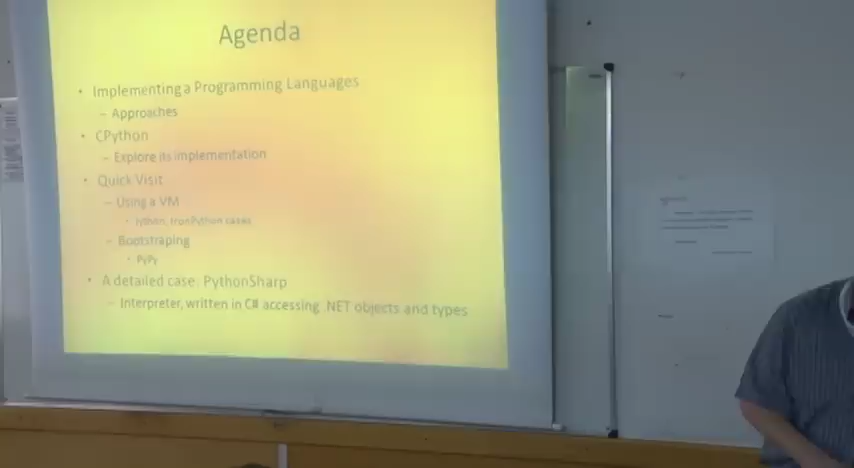 Agenda
• Implementing a Programming Languages
– Approaches
• CPython
– Explore its implementation
• Quick Visit
– Using a VM
• Jython, IronPython cases
– Bootstraping
• PyPy
• A detailed case: PythonSharp
– Interpreter, written in C# accessing .NET objects and types